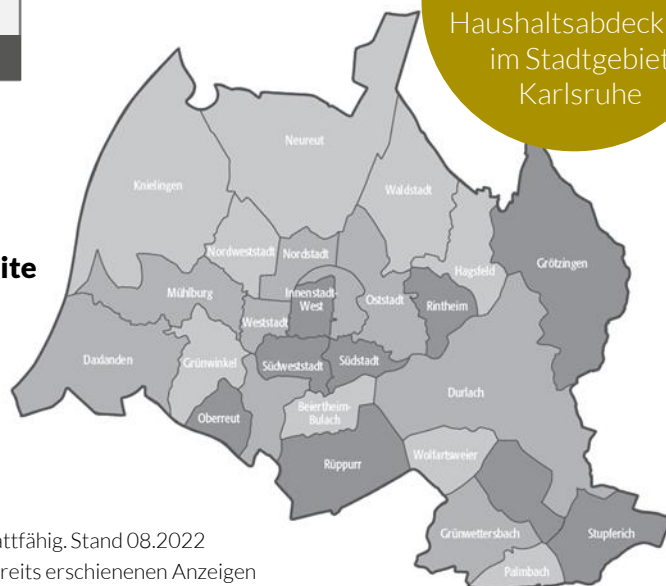 Haushaltsabdeck
im Stadtgebiet
Karlsruhe
Neureut
Knielingen
Waldstadt
Nordweststadt
Nordstadt
Hagsfeld
Grötzingen
ite
Mühlburg
Innenstadt-
West
Oststadt
Rintheim
Weststadt
Daxlanden
Grünwinkel
Südweststadt
Südstadt
Durlach
Oberreut
Beiertheim-
Bulach
Rüppurr
Wolfartsweier
Grünwettersbach
Stupferich
Palmbach
attfähig. Stand 08.2022
reits erschienenen Anzeigen